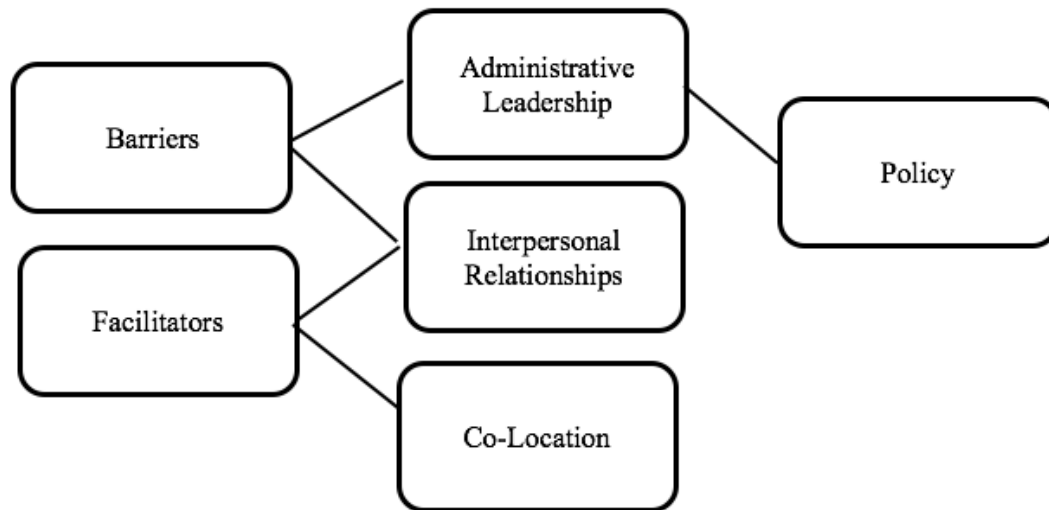 Barriers
Facilitators
Administrative
Leadership
Interpersonal
Relationships
Co-Location
Policy